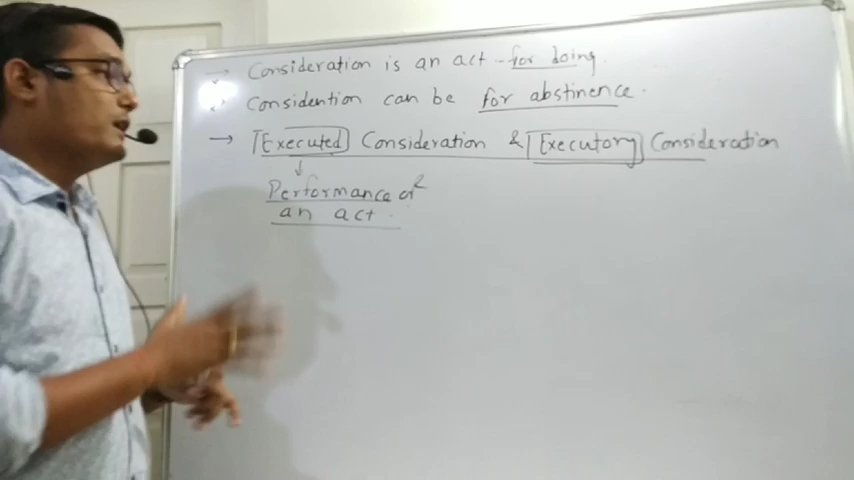 → Consideration is an act - for doing.
→ Considention can be for abstinence.
→ Executed Consideration & Executory Consideration
↓
Performance of
an act.